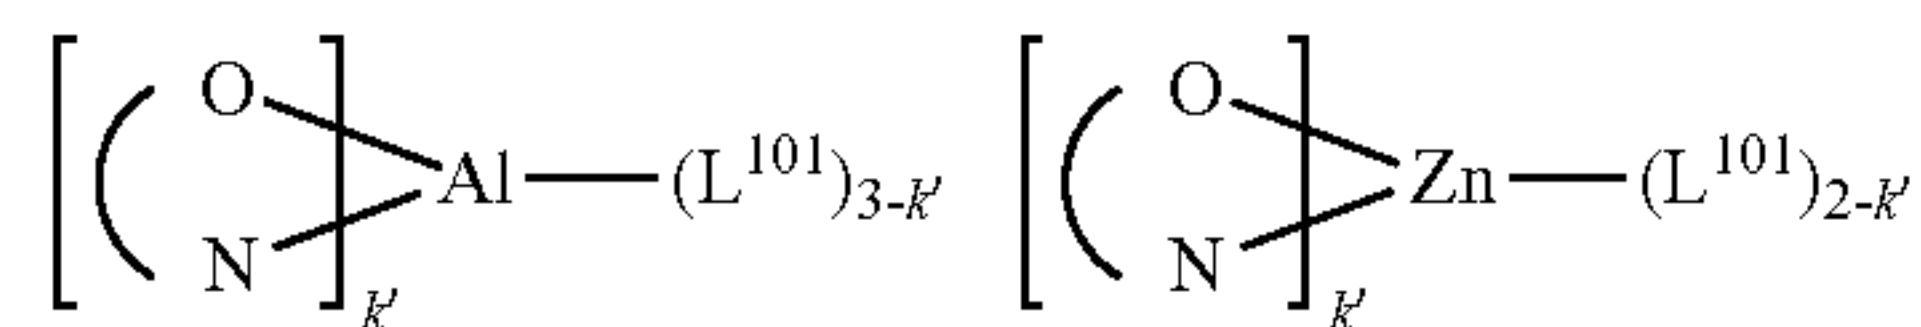 O O
Al—(L¹⁰¹)₃₋ₖ′ Zn—(L¹⁰¹)₂₋ₖ′
N N
k′ k′